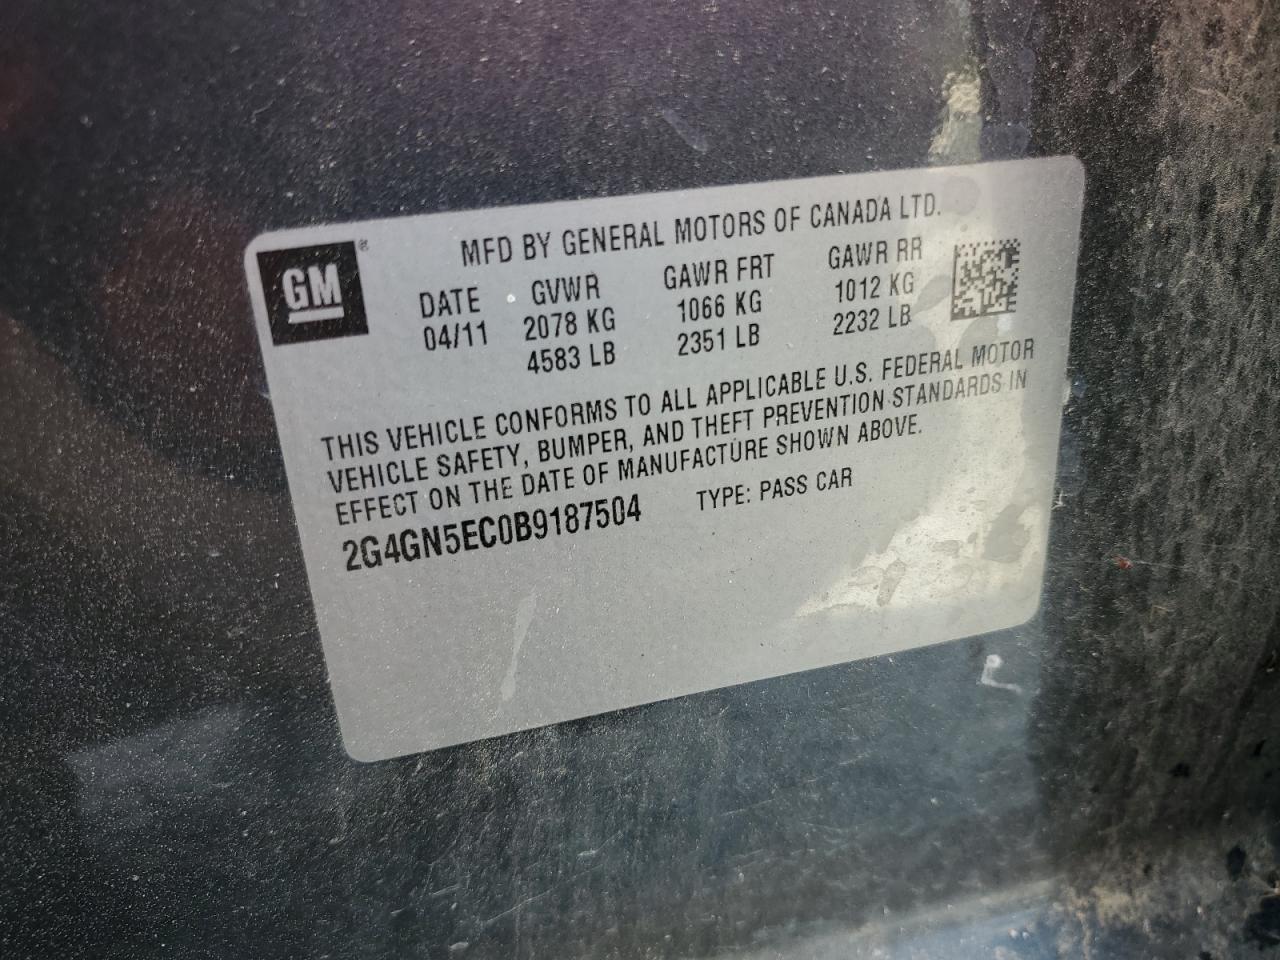 GM®
MFD BY GENERAL MOTORS OF CANADA LTD.
DATE GVWR GAWR FRT GAWR RR
04/11 2078 KG 1066 KG 1012 KG
4583 LB 2351 LB 2232 LB
THIS VEHICLE CONFORMS TO ALL APPLICABLE U.S. FEDERAL MOTOR
VEHICLE SAFETY, BUMPER, AND THEFT PREVENTION STANDARDS IN
EFFECT ON THE DATE OF MANUFACTURE SHOWN ABOVE.
2G4GN5EC0B9187504 TYPE: PASS CAR